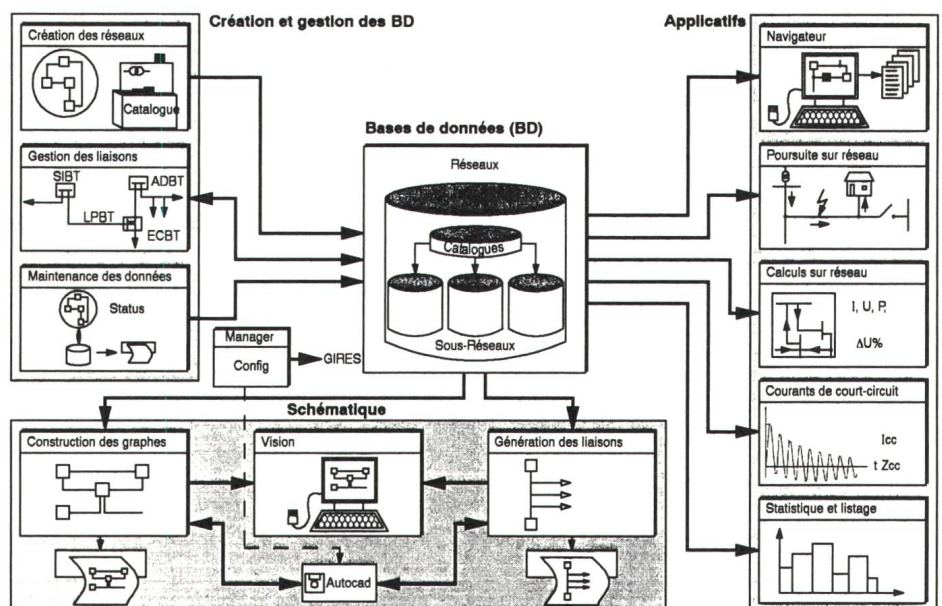 Création et gestion des BD
Création des réseaux
Catalogue
Gestion des liaisons
SIBT
ADBT
LPBT
ECBT
Maintenance des données
Status
Manager
Config
GIRES
Bases de données (BD)
Réseaux
Catalogues
Sous-Réseaux
Applicatifs
Navigateur
Poursuite sur réseau
Calculs sur réseau
I, U, P,
ΔU%
Courants de court-circuit
Icc
t Zcc
Statistique et listage
Schématique
Construction des graphes
Vision
Génération des liaisons
Autocad